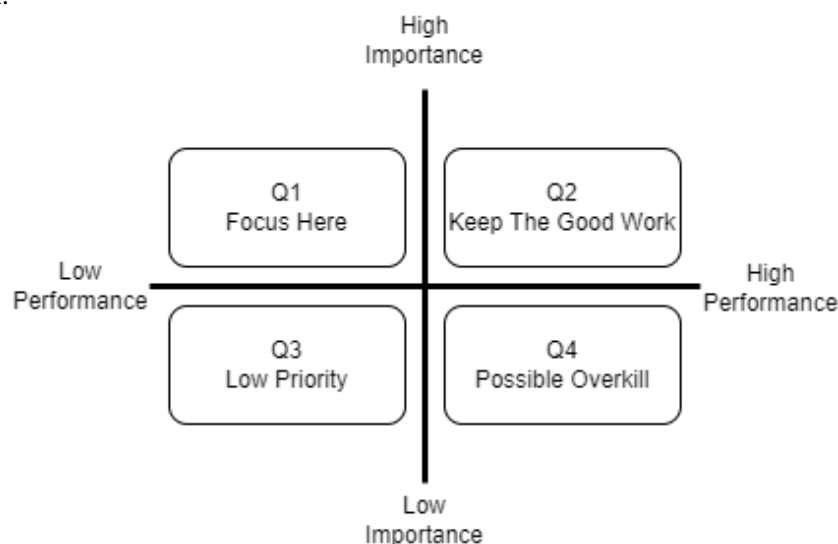 High
Importance
Q1
Focus Here
Q2
Keep The Good Work
Low
Performance
High
Performance
Q3
Low Priority
Q4
Possible Overkill
Low
Importance